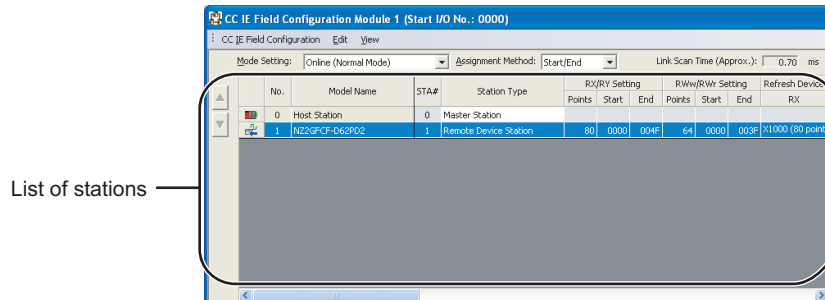 CC IE Field Configuration Module 1 (Start I/O No.: 0000)
CC IE Field Configuration Edit View
Mode Setting: Online (Normal Mode) Assignment Method: Start/End Link Scan Time (Approx.): 0.70 ms
No. Model Name STA# Station Type RX/RY Setting RWw/RWr Setting Refresh Device
Points Start End Points Start End RX
0 Host Station 0 Master Station
1 NZ2GFCF-D62PD2 1 Remote Device Station 80 0000 004F 64 0000 003F X1000 (80 point
List of stations